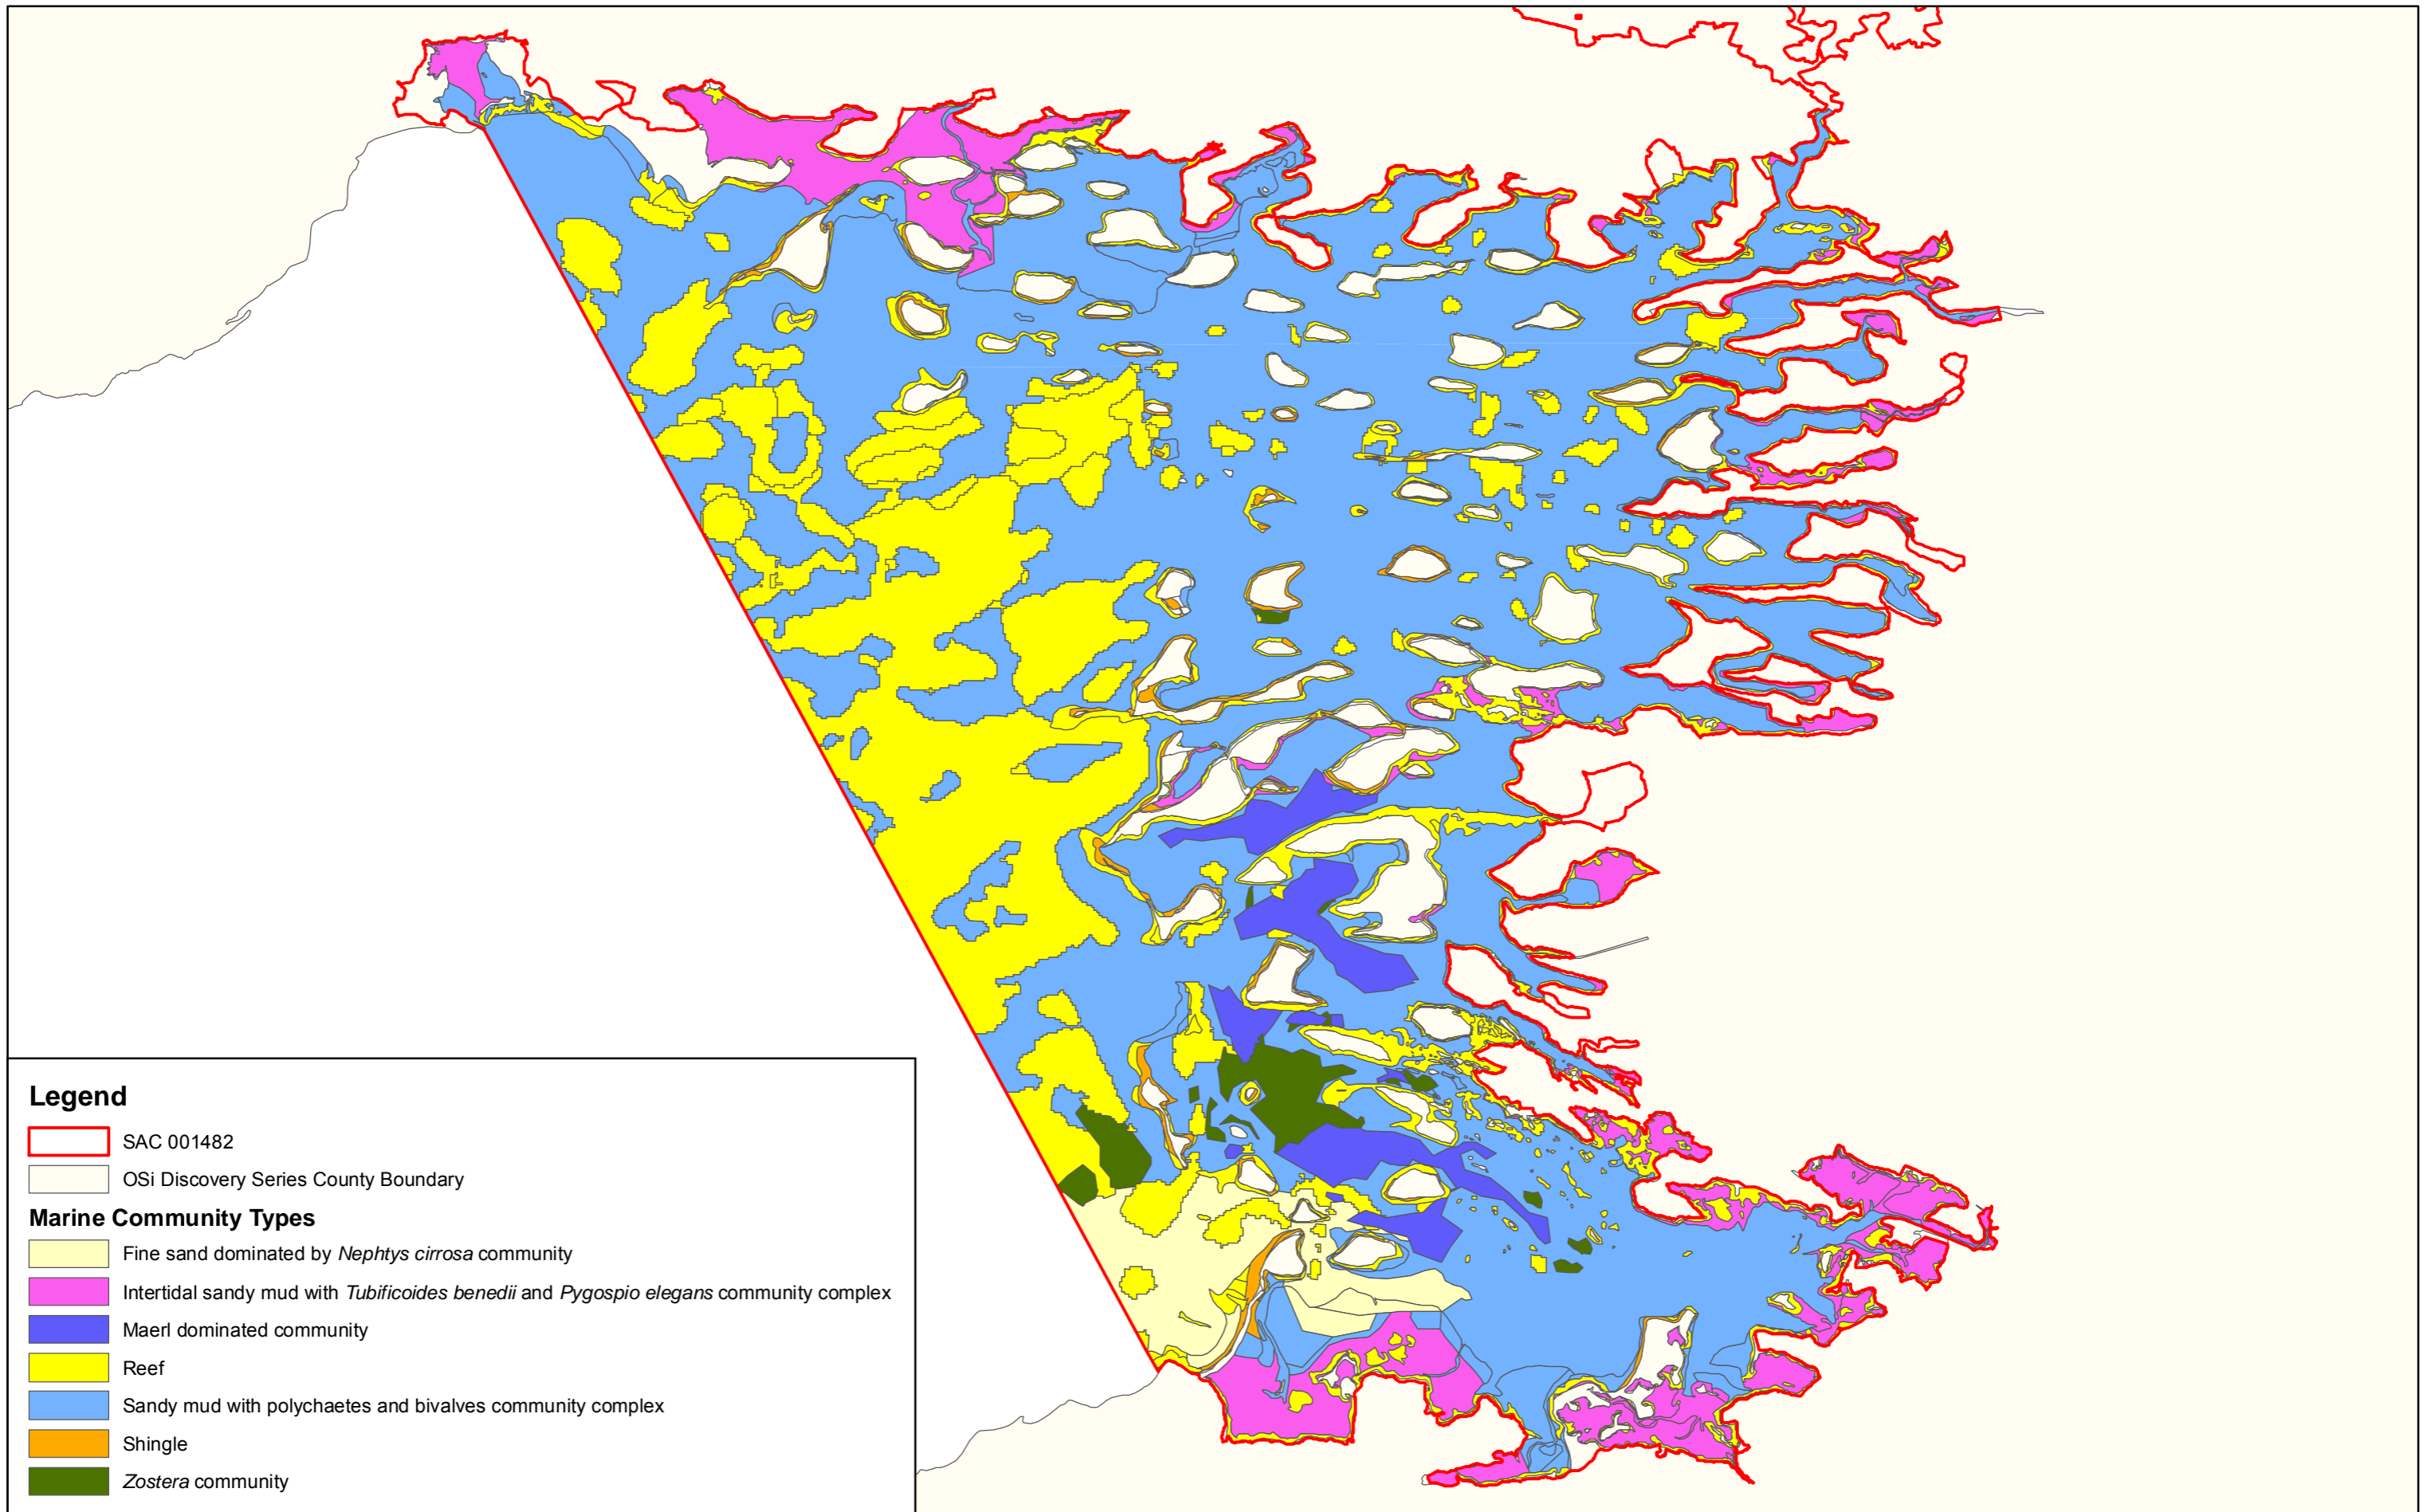 Legend
SAC 001482
OSi Discovery Series County Boundary
Marine Community Types
Fine sand dominated by Nephtys cirrosa community
Intertidal sandy mud with Tubificoides benedii and Pygospio elegans community complex
Maerl dominated community
Reef
Sandy mud with polychaetes and bivalves community complex
Shingle
Zostera community